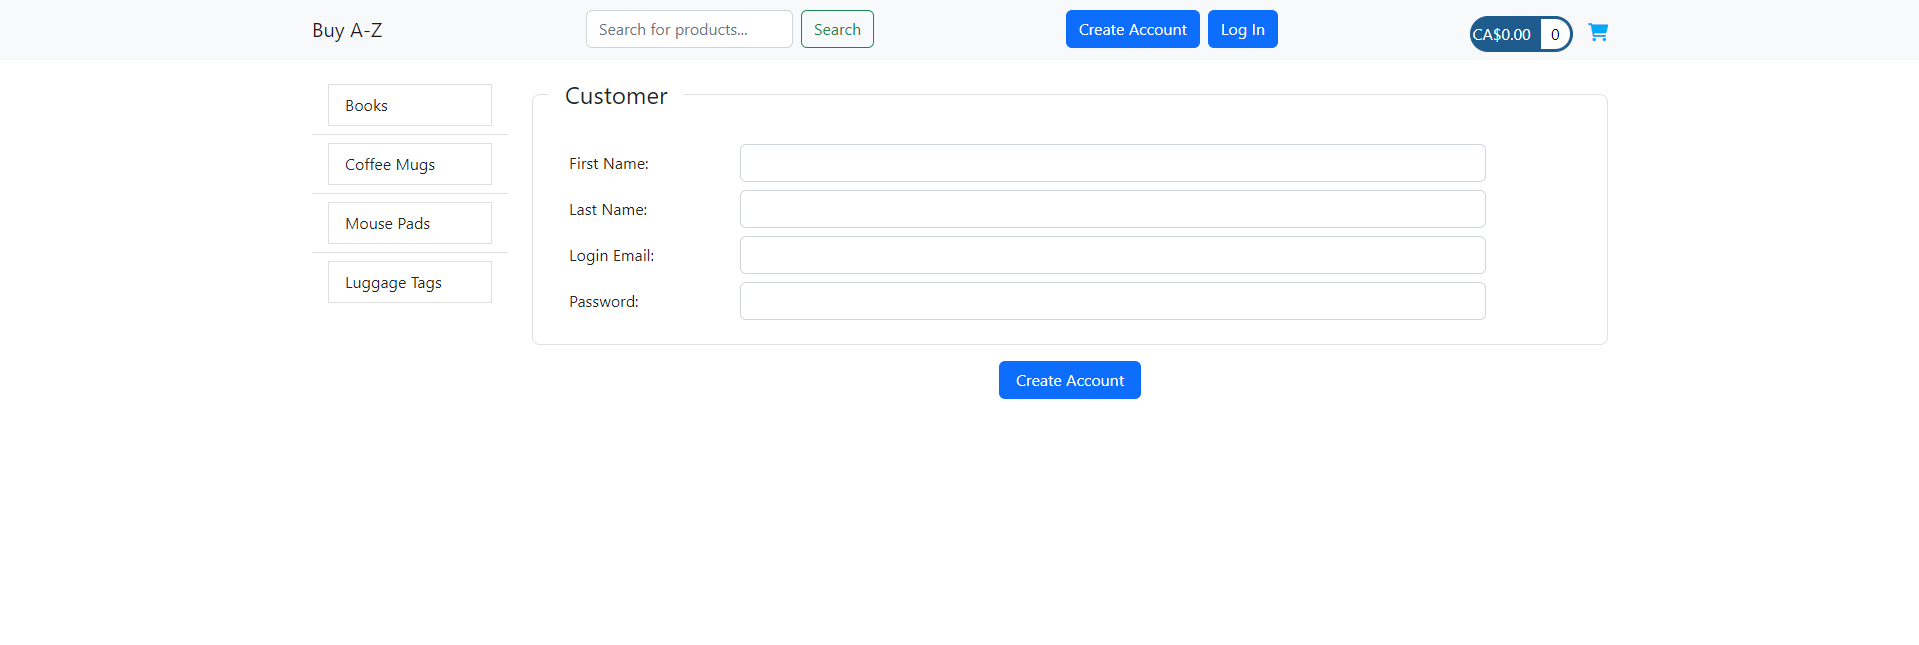 Buy A-Z
Search for products...
Search
Create Account
Log In
CA$0.00 0
Books
Coffee Mugs
Mouse Pads
Luggage Tags
Customer
First Name:
Last Name:
Login Email:
Password:
Create Account